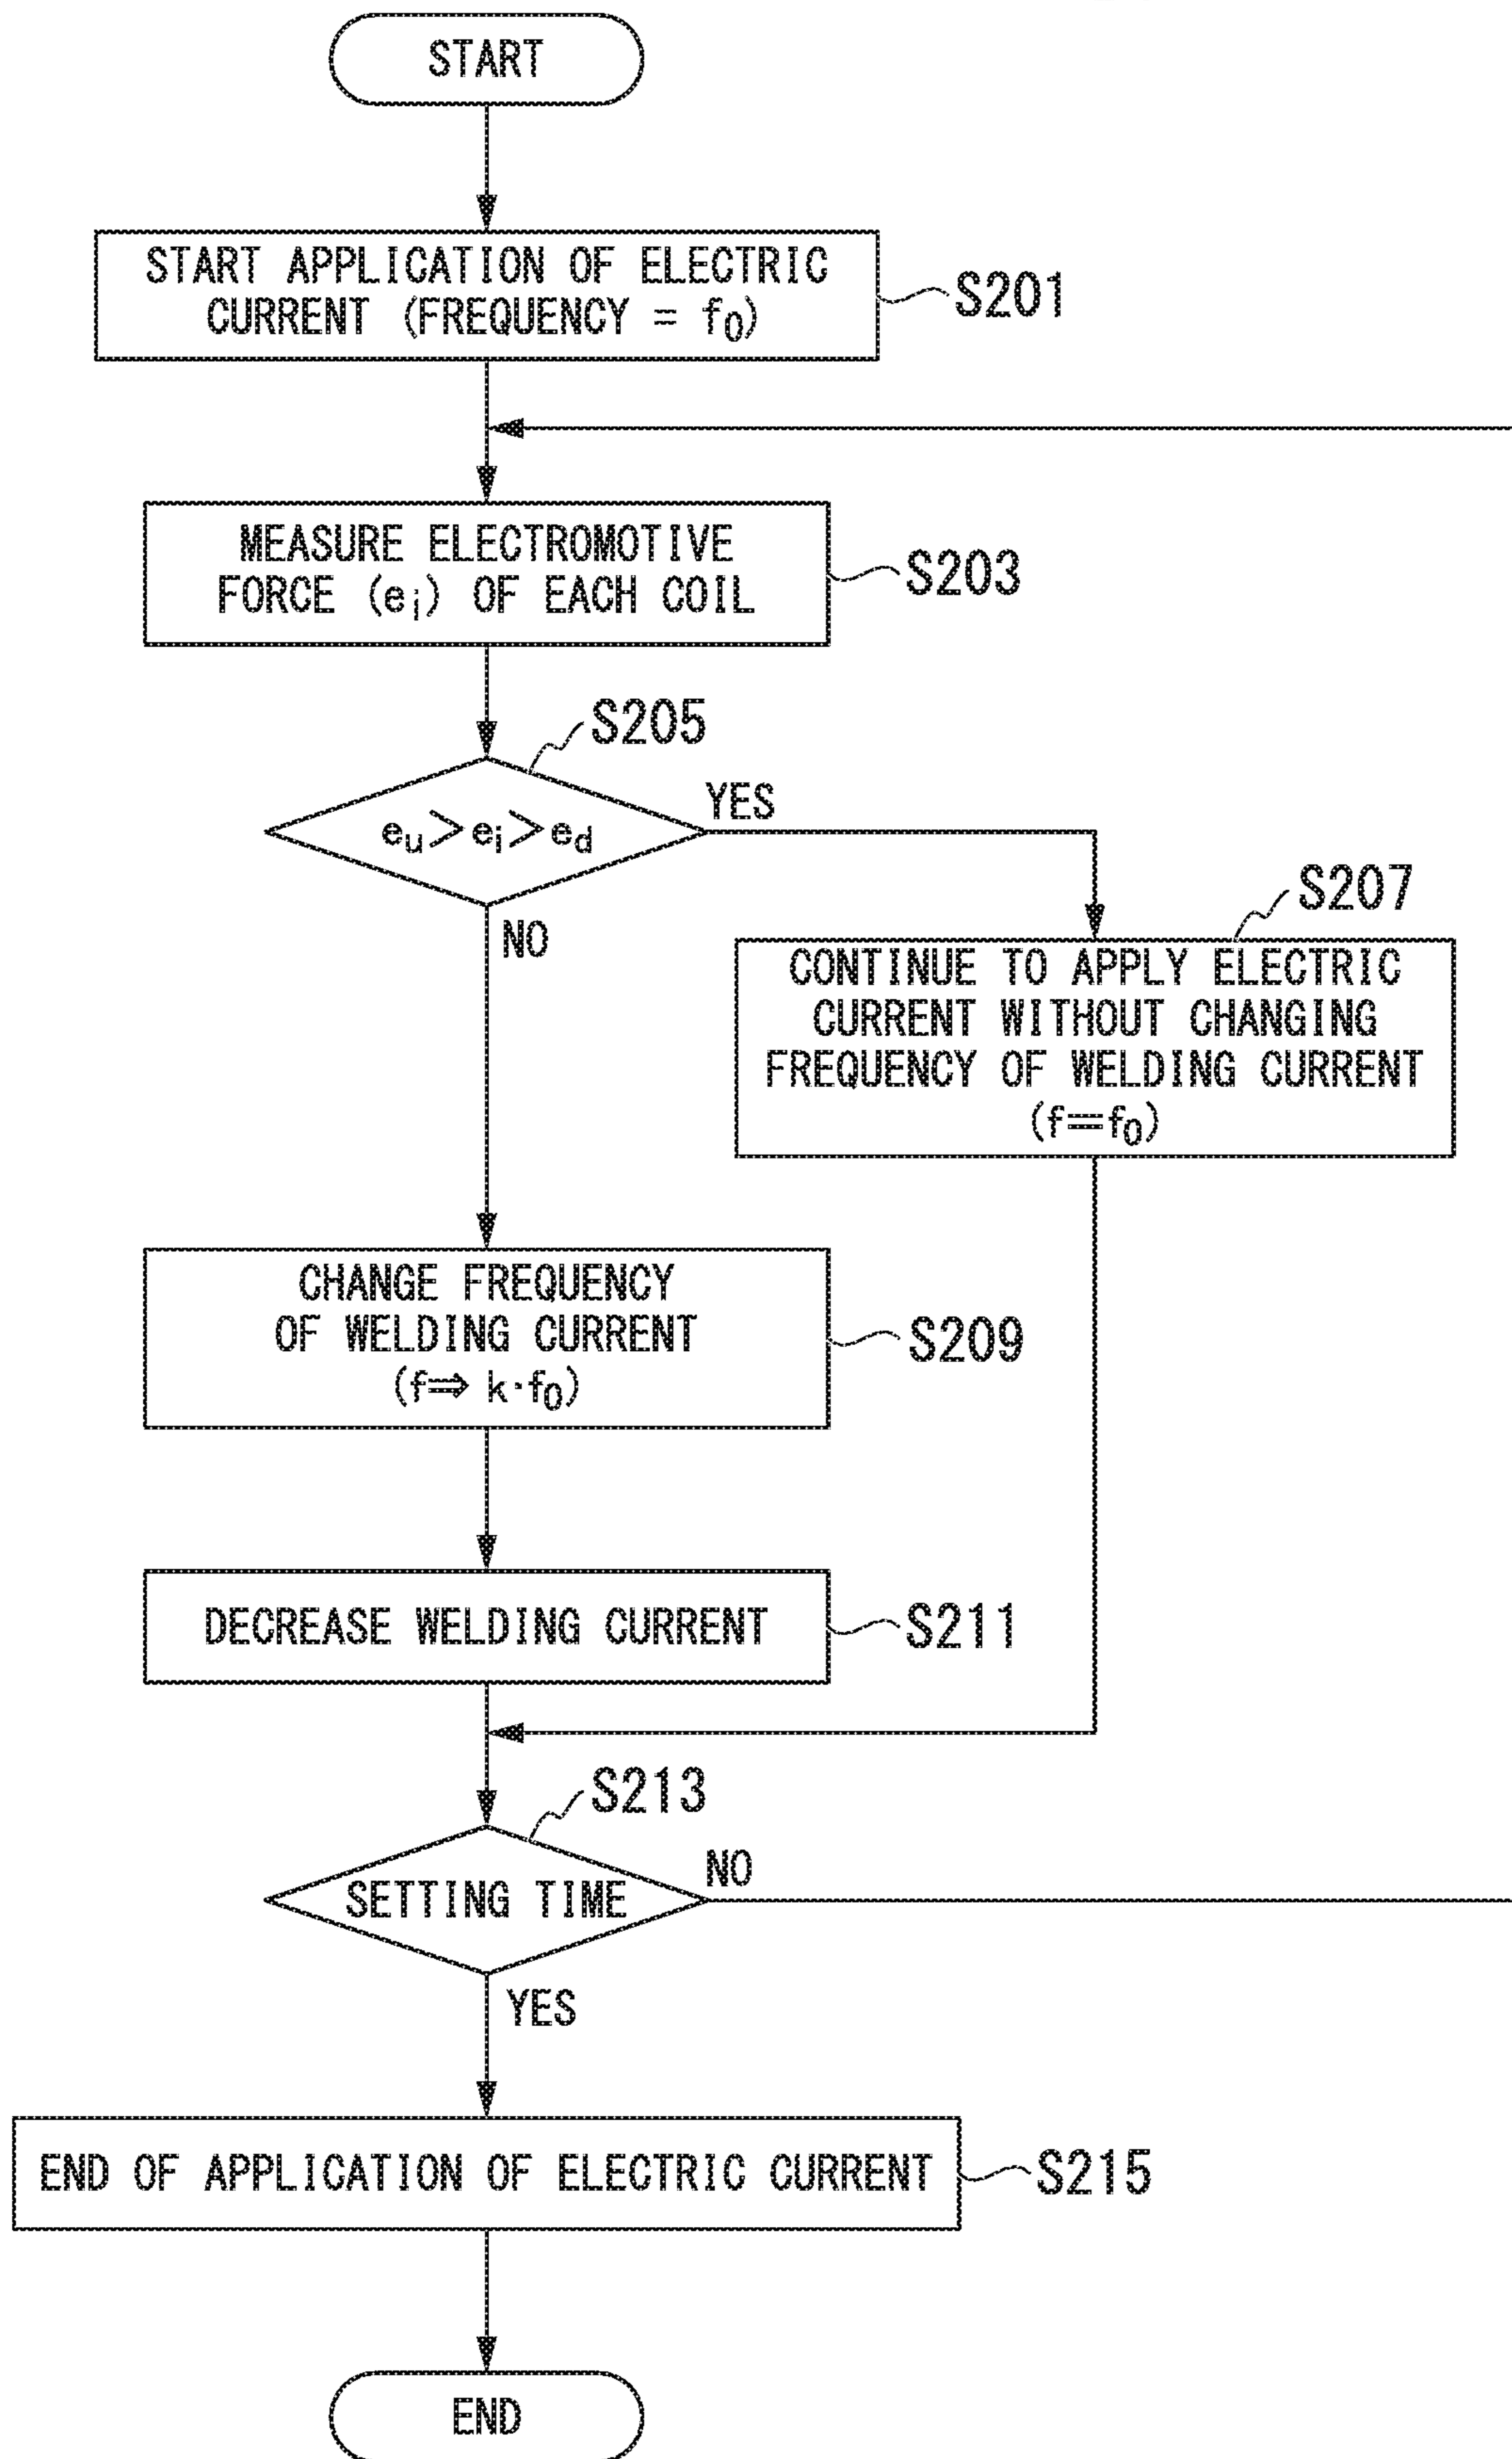 START
START APPLICATION OF ELECTRIC
CURRENT (FREQUENCY = f₀)
S201
MEASURE ELECTROMOTIVE
FORCE (eᵢ) OF EACH COIL
S203
S205
eᵤ>eᵢ>e_d
YES
NO
S207
CONTINUE TO APPLY ELECTRIC
CURRENT WITHOUT CHANGING
FREQUENCY OF WELDING CURRENT
(f=f₀)
CHANGE FREQUENCY
OF WELDING CURRENT
(f⇒ k·f₀)
S209
DECREASE WELDING CURRENT
S211
S213
SETTING TIME
NO
YES
END OF APPLICATION OF ELECTRIC CURRENT
S215
END